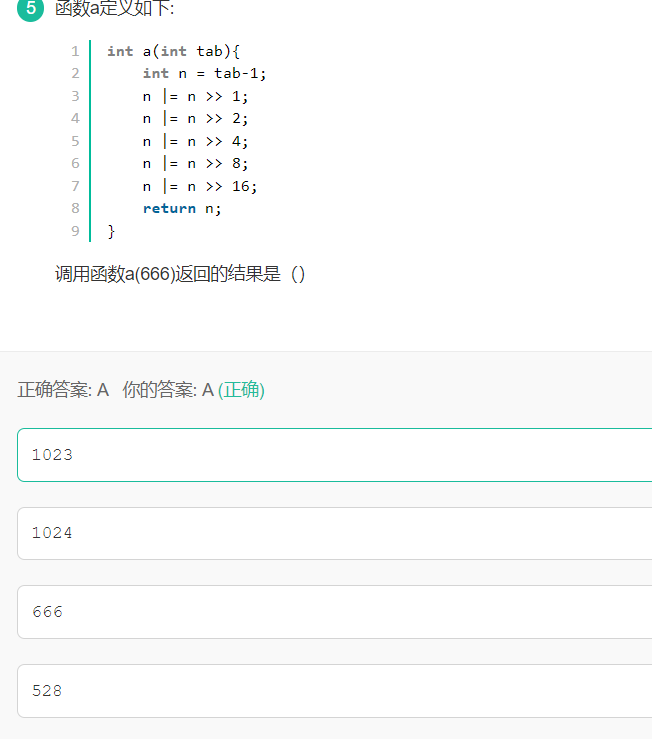 5 函数a定义如下:
1 int a(int tab){
2 int n = tab-1;
3 n |= n >> 1;
4 n |= n >> 2;
5 n |= n >> 4;
6 n |= n >> 8;
7 n |= n >> 16;
8 return n;
9 }
调用函数a(666)返回的结果是（）
正确答案: A 你的答案: A (正确)
1023
1024
666
528